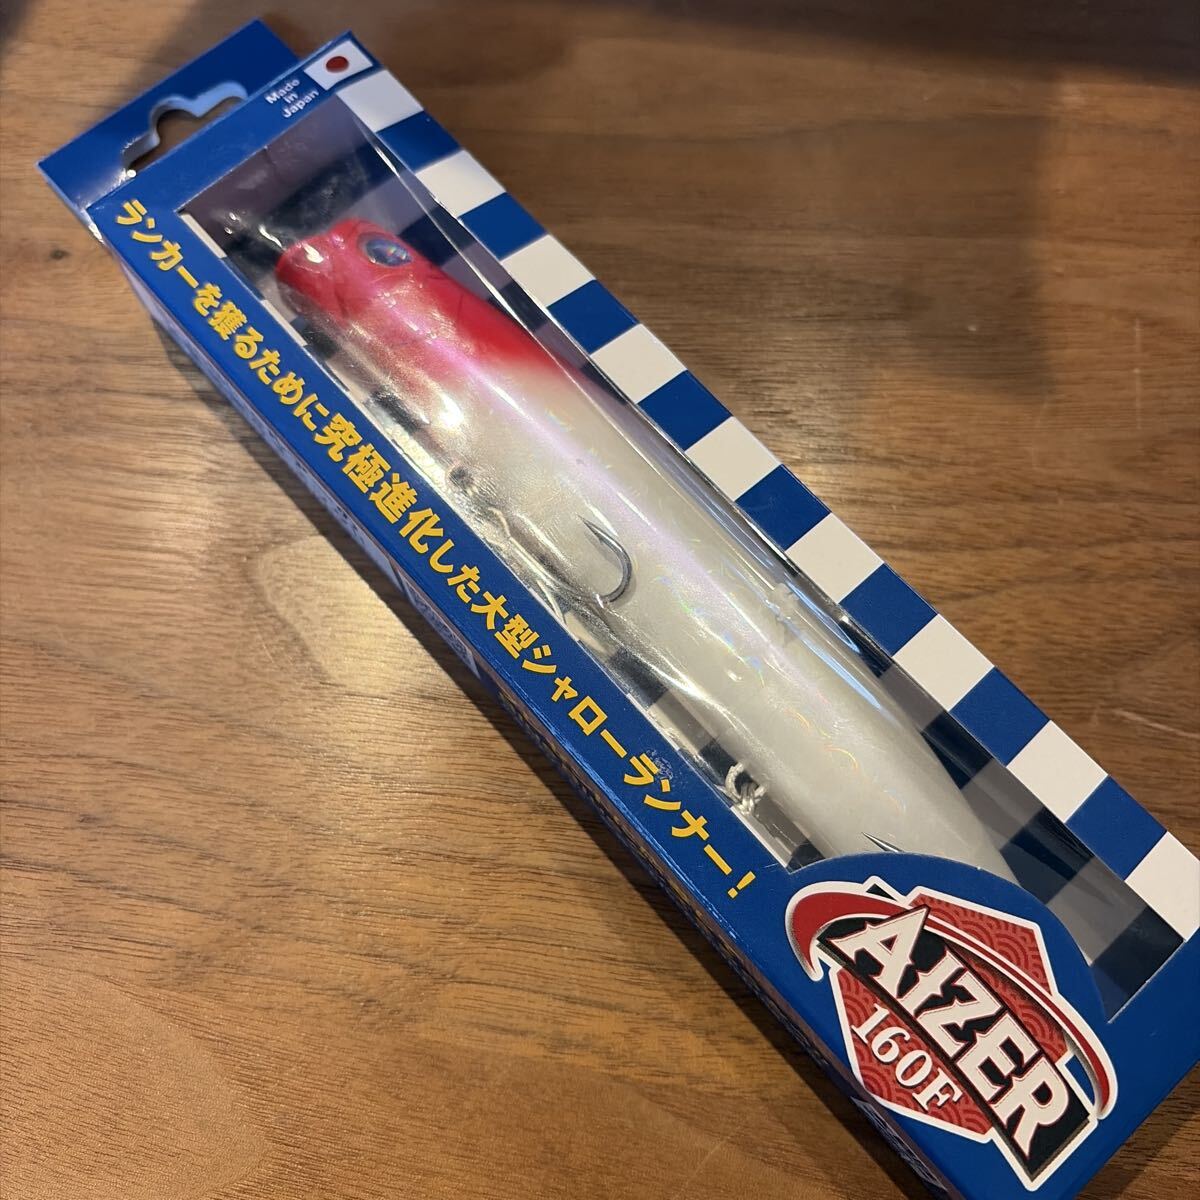 Made
in
Japan
ランカーを獲るために究極進化した大型シャローランナー!
AIZER
160F